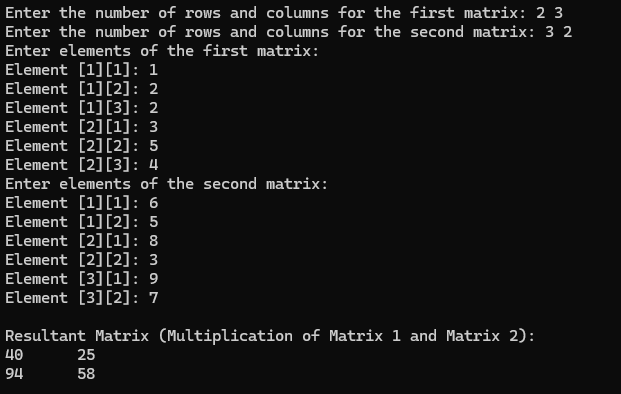 Enter the number of rows and columns for the first matrix: 2 3
Enter the number of rows and columns for the second matrix: 3 2
Enter elements of the first matrix:
Element [1][1]: 1
Element [1][2]: 2
Element [1][3]: 2
Element [2][1]: 3
Element [2][2]: 5
Element [2][3]: 4
Enter elements of the second matrix:
Element [1][1]: 6
Element [1][2]: 5
Element [2][1]: 8
Element [2][2]: 3
Element [3][1]: 9
Element [3][2]: 7
Resultant Matrix (Multiplication of Matrix 1 and Matrix 2):
40      25
94      58